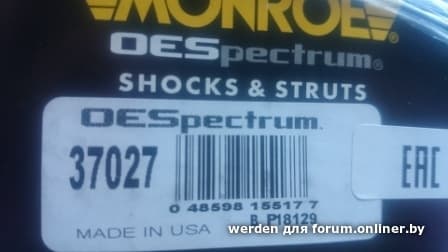 MONROE
OESpectrum®
SHOCKS & STRUTS
OESpectrum
37027
0 48598 15517 7
B P18129
MADE IN USA
EAC
werden для forum.onliner.by